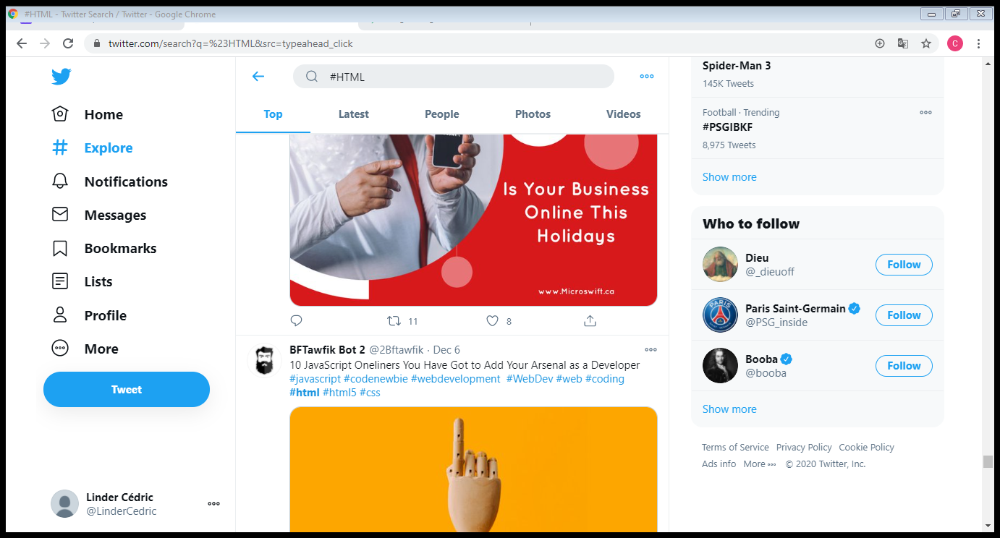 #HTML - Twitter Search / Twitter - Google Chrome
twitter.com/search?q=%23HTML&src=typeahead_click
C
#HTML
Top
Latest
People
Photos
Videos
Home
Explore
Notifications
Messages
Bookmarks
Lists
Profile
More
Tweet
Linder Cédric
@LinderCedric
Is Your Business
Online This
Holidays
www.Microswift.ca
11
8
BFTawfik Bot 2 @2Bftawfik · Dec 6
10 JavaScript Oneliners You Have Got to Add Your Arsenal as a Developer
#javascript #codenewbie #webdevelopment #WebDev #web #coding
#html #html5 #css
Spider-Man 3
145K Tweets
Football · Trending
#PSGIBKF
8,975 Tweets
Show more
Who to follow
Dieu
@_dieuoff
Follow
PARIS
Paris Saint-Germain
@PSG_inside
Follow
Booba
@booba
Follow
Show more
Terms of Service Privacy Policy Cookie Policy
Ads info More © 2020 Twitter, Inc.